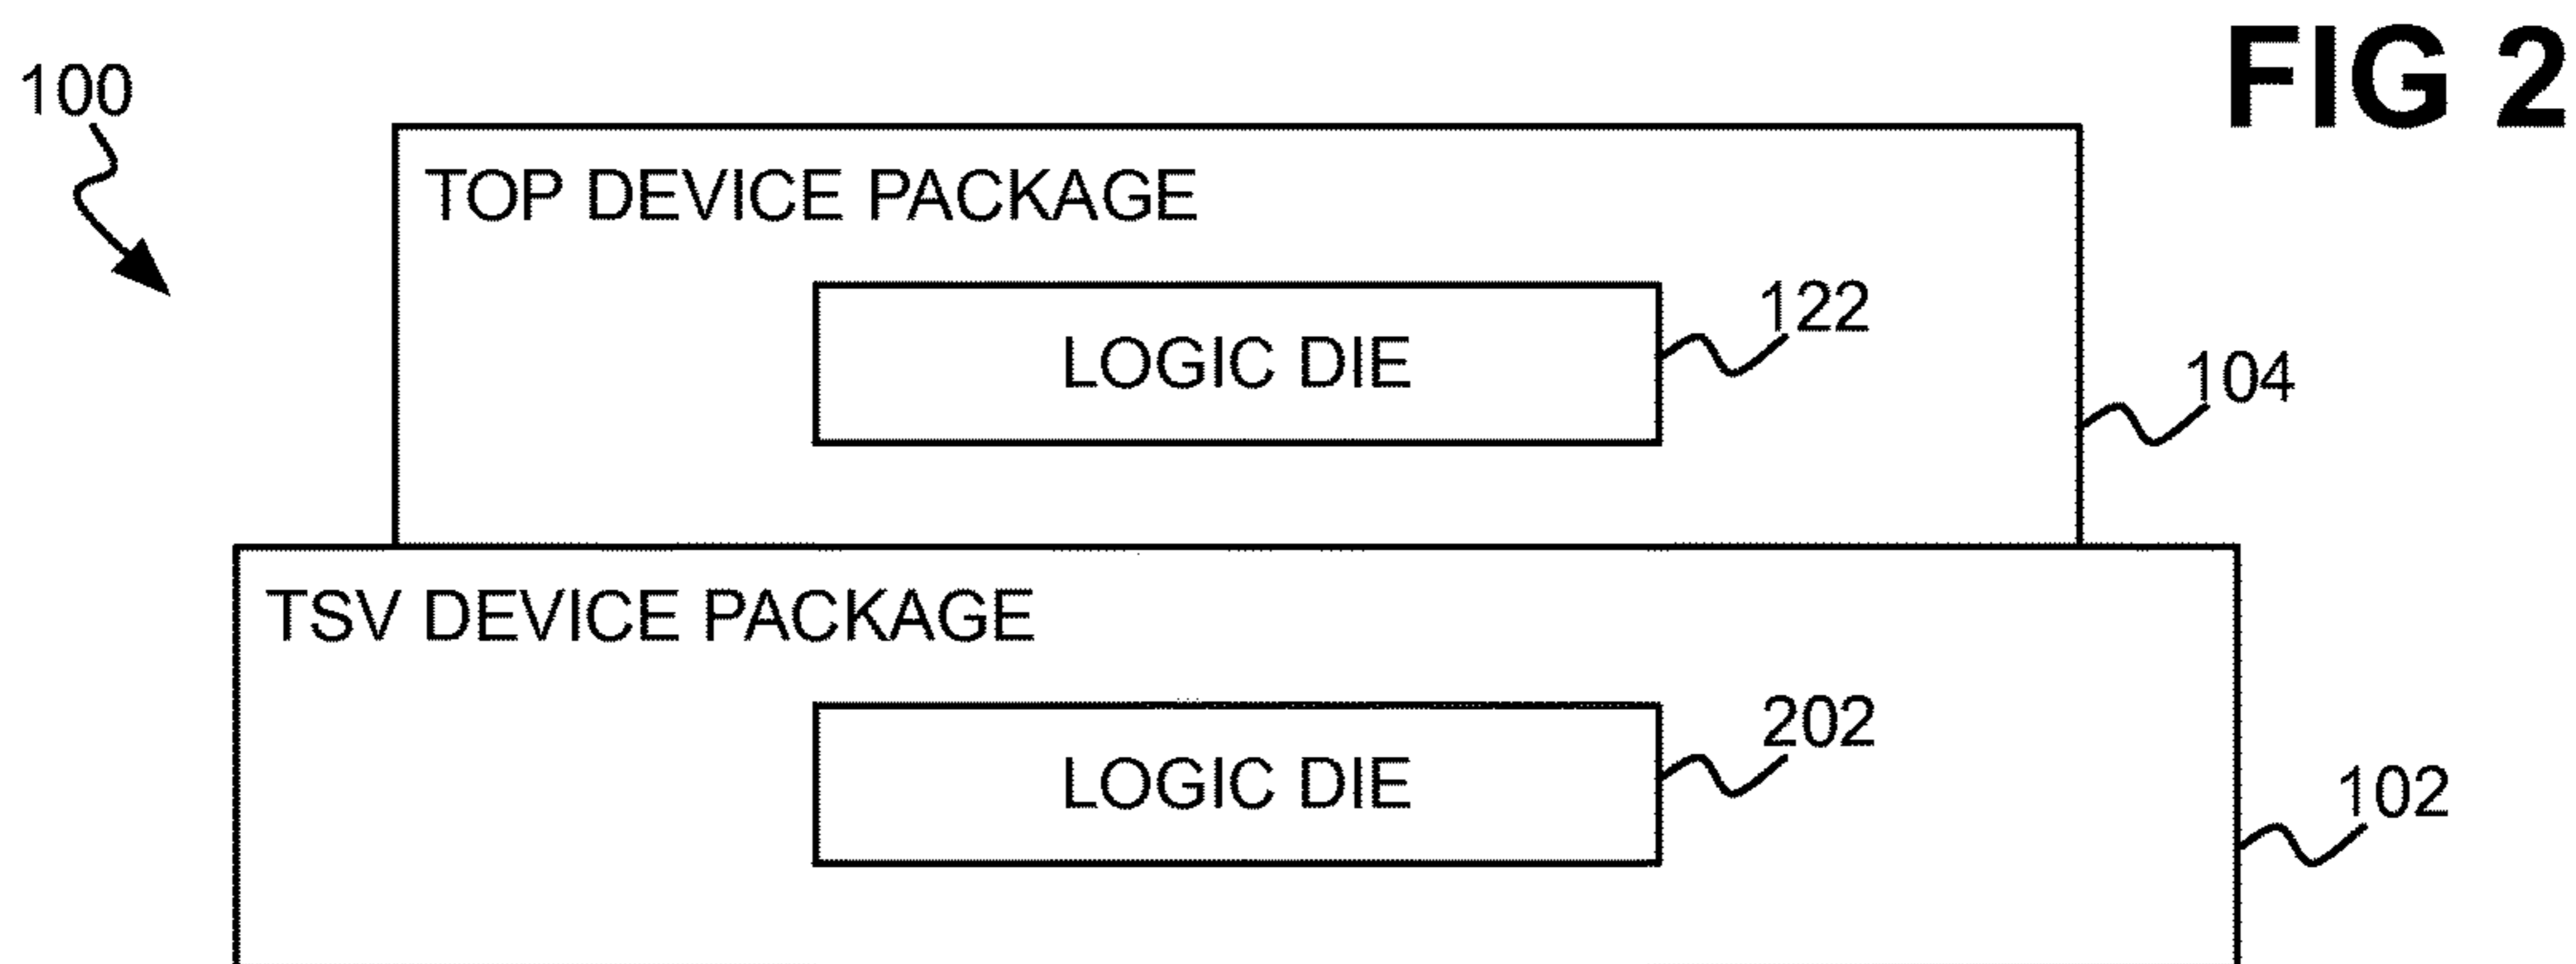 FIG 2
100
TOP DEVICE PACKAGE
LOGIC DIE
122
104
TSV DEVICE PACKAGE
LOGIC DIE
202
102